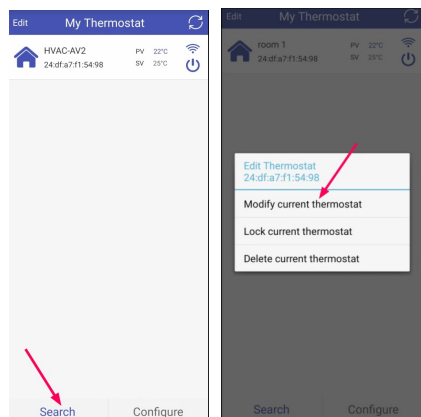 Edit My Thermostat
HVAC-AV2 PV 22°C
24:df:a7:f1:54:98 SV 25°C
Search Configure
Edit My Thermostat
room 1 PV 22°C
24:df:a7:f1:54:98 SV 25°C
Edit Thermostat
24:df:a7:f1:54:98
Modify current thermostat
Lock current thermostat
Delete current thermostat
Search Configure